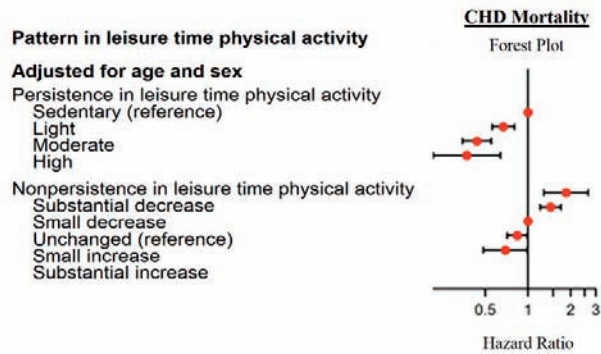 CHD Mortality
Pattern in leisure time physical activity
Forest Plot
Adjusted for age and sex
Persistence in leisure time physical activity
Sedentary (reference)
Light
Moderate
High
Nonpersistence in leisure time physical activity
Substantial decrease
Small decrease
Unchanged (reference)
Small increase
Substantial increase
0.5 1 2 3
Hazard Ratio